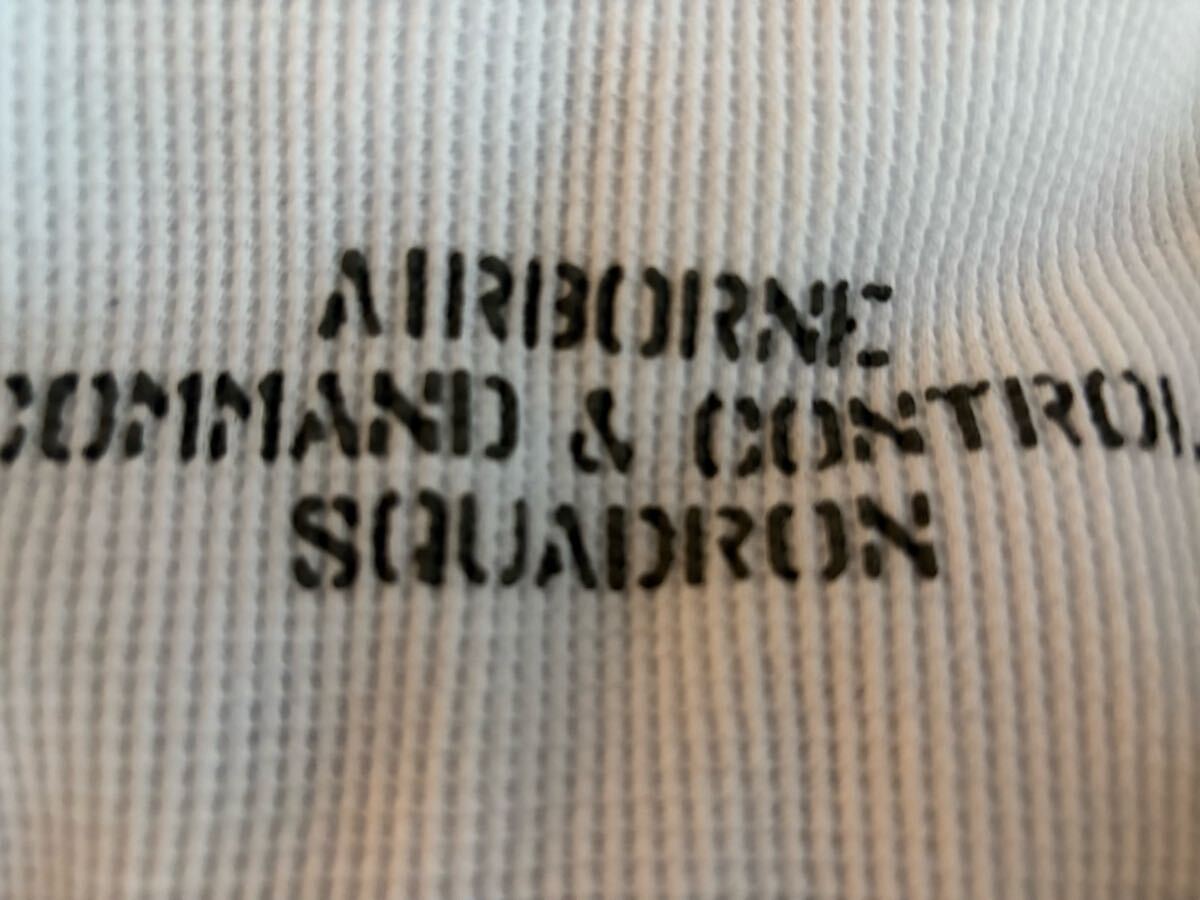 AIRBORNE
COMMAND & CONTROL
SQUADRON